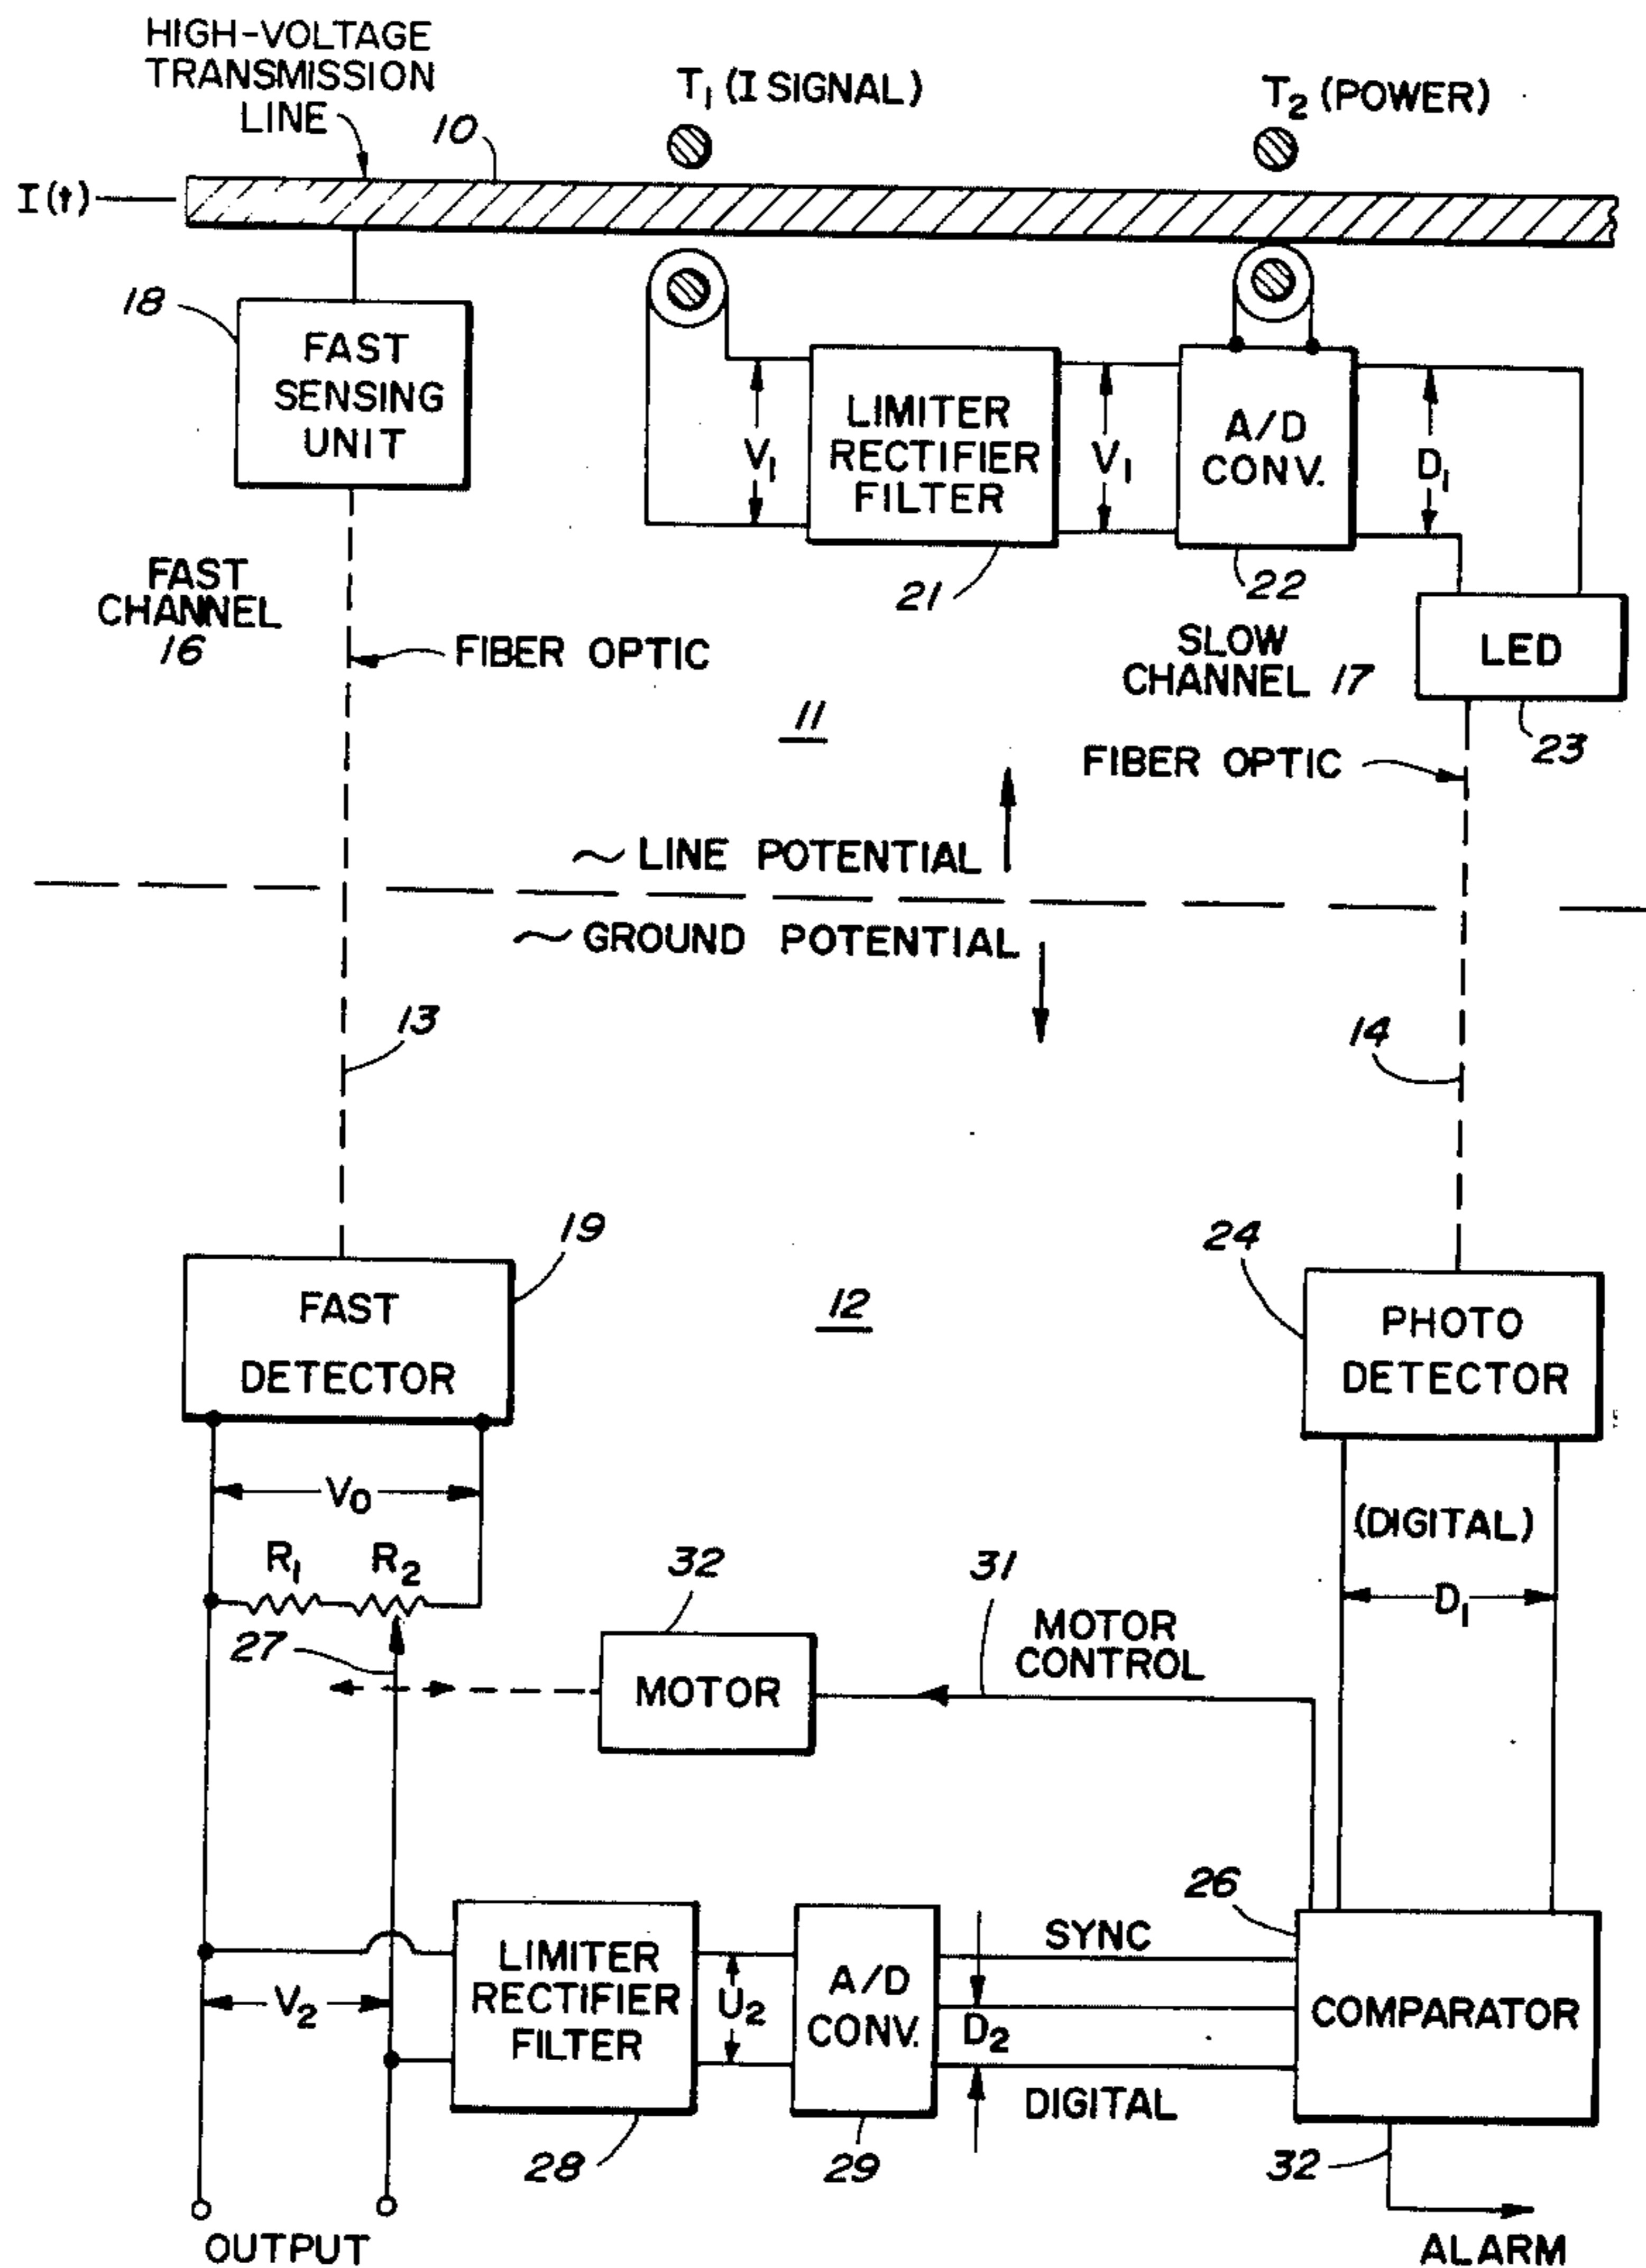 HIGH-VOLTAGE
TRANSMISSION
LINE
10
T1 (I SIGNAL)
T2 (POWER)
I(t)
18
FAST
SENSING
UNIT
V1
LIMITER
RECTIFIER
FILTER
V1
A/D
CONV.
D1
21
22
FAST
CHANNEL
16
FIBER OPTIC
SLOW
CHANNEL 17
LED
23
11
FIBER OPTIC
~ LINE POTENTIAL
~ GROUND POTENTIAL
13
14
19
FAST
DETECTOR
12
24
PHOTO
DETECTOR
V0
(DIGITAL)
D1
R1
R2
32
31
27
MOTOR
MOTOR
CONTROL
26
LIMITER
RECTIFIER
FILTER
V2
U2
A/D
CONV.
SYNC
D2
DIGITAL
COMPARATOR
28
29
32
OUTPUT
ALARM